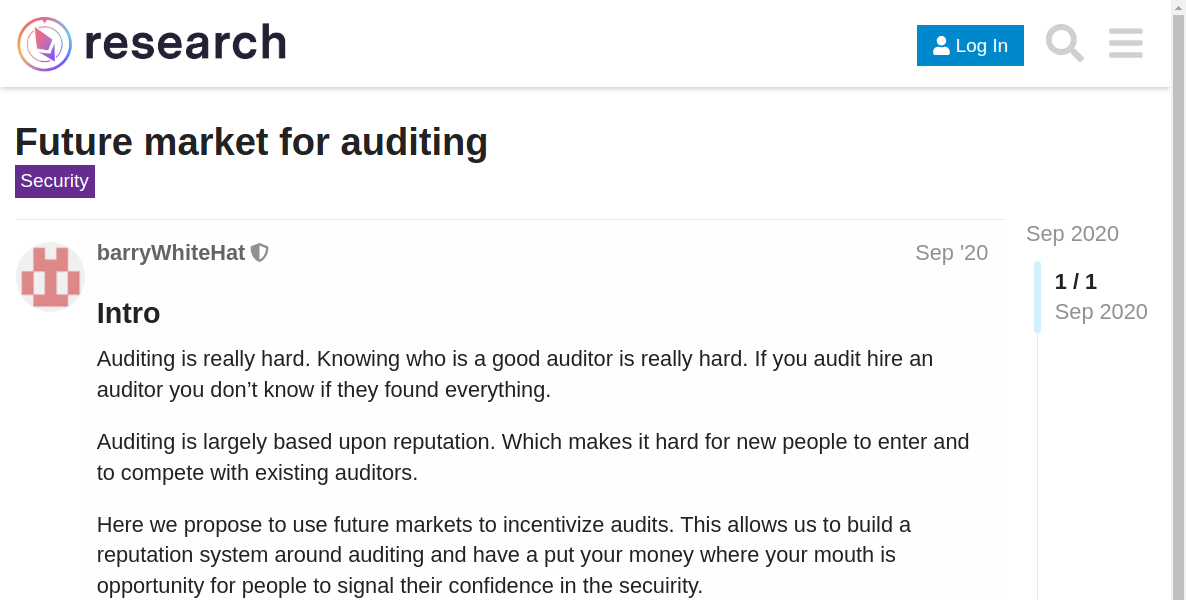 research
Log In
Future market for auditing
Security
barryWhiteHat
Sep '20
Sep 2020
1 / 1
Sep 2020
Intro
Auditing is really hard. Knowing who is a good auditor is really hard. If you audit hire an
auditor you don’t know if they found everything.
Auditing is largely based upon reputation. Which makes it hard for new people to enter and
to compete with existing auditors.
Here we propose to use future markets to incentivize audits. This allows us to build a
reputation system around auditing and have a put your money where your mouth is
opportunity for people to signal their confidence in the secuirity.